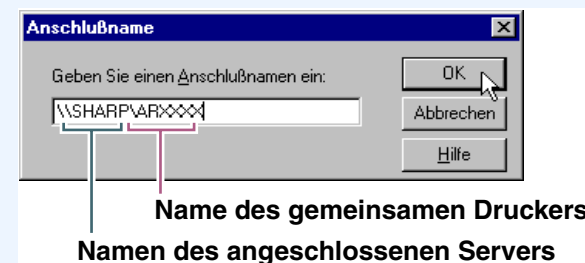 Anschlußname
Geben Sie einen Anschlußnamen ein:
\\SHARP\ARXXXX
OK
Abbrechen
Hilfe
Name des gemeinsamen Druckers
Namen des angeschlossenen Servers